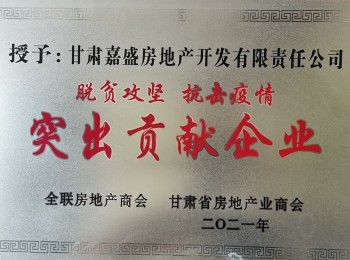 授予：甘肃嘉盛房地产开发有限责任公司
脱贫攻坚 抗击疫情
突出贡献企业
全联房地产商会 甘肃省房地产业商会
二〇二一年